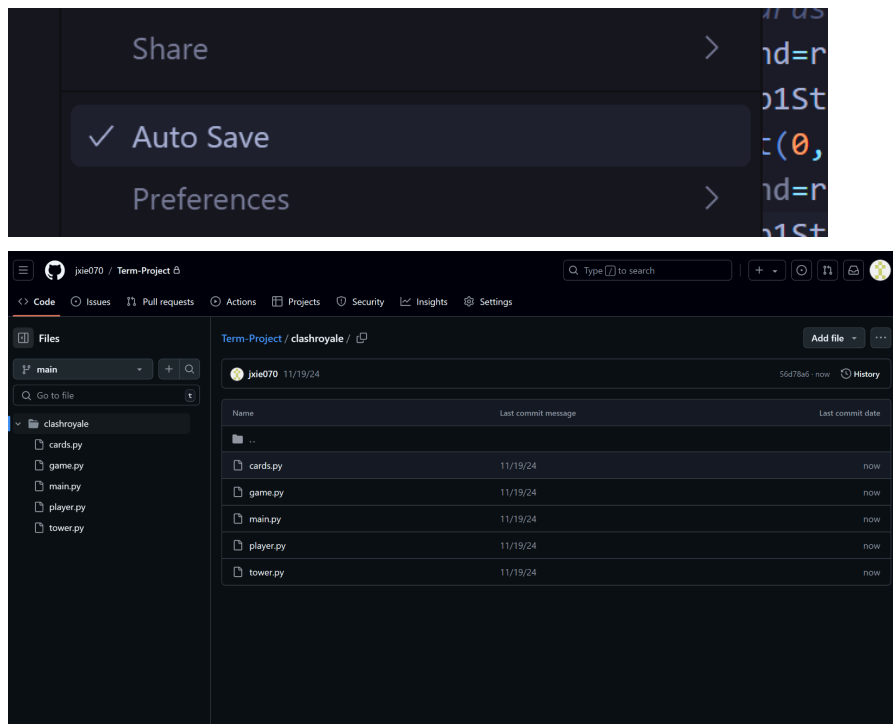 Share
nd=r
p1St
Auto Save
t(0,
Preferences
nd=r
p1St
jxie070 / Term-Project
Type / to search
Code Issues Pull requests Actions Projects Security Insights Settings
Files
Term-Project / clashroyale /
Add file
main
jxie070 11/19/24
56d78a6 · now History
Go to file t
Name Last commit message Last commit date
clashroyale
..
cards.py
cards.py 11/19/24 now
game.py
game.py 11/19/24 now
main.py
main.py 11/19/24 now
player.py
player.py 11/19/24 now
tower.py
tower.py 11/19/24 now